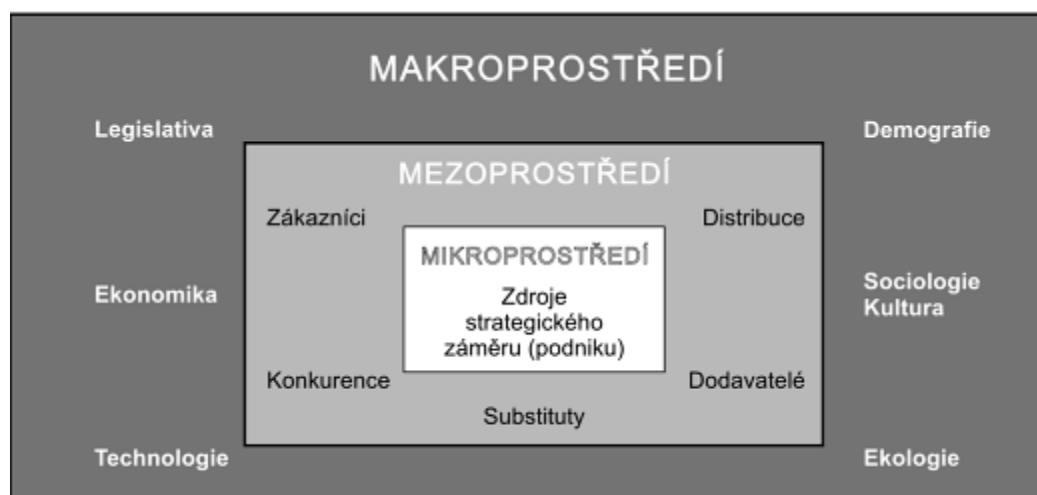 MAKROPROSTŘEDÍ
Legislativa
Demografie
MEZOPROSTŘEDÍ
Zákazníci
Distribuce
MIKROPROSTŘEDÍ
Zdroje
strategického
záměru (podniku)
Ekonomika
Sociologie
Kultura
Konkurence
Dodavatelé
Substituty
Technologie
Ekologie